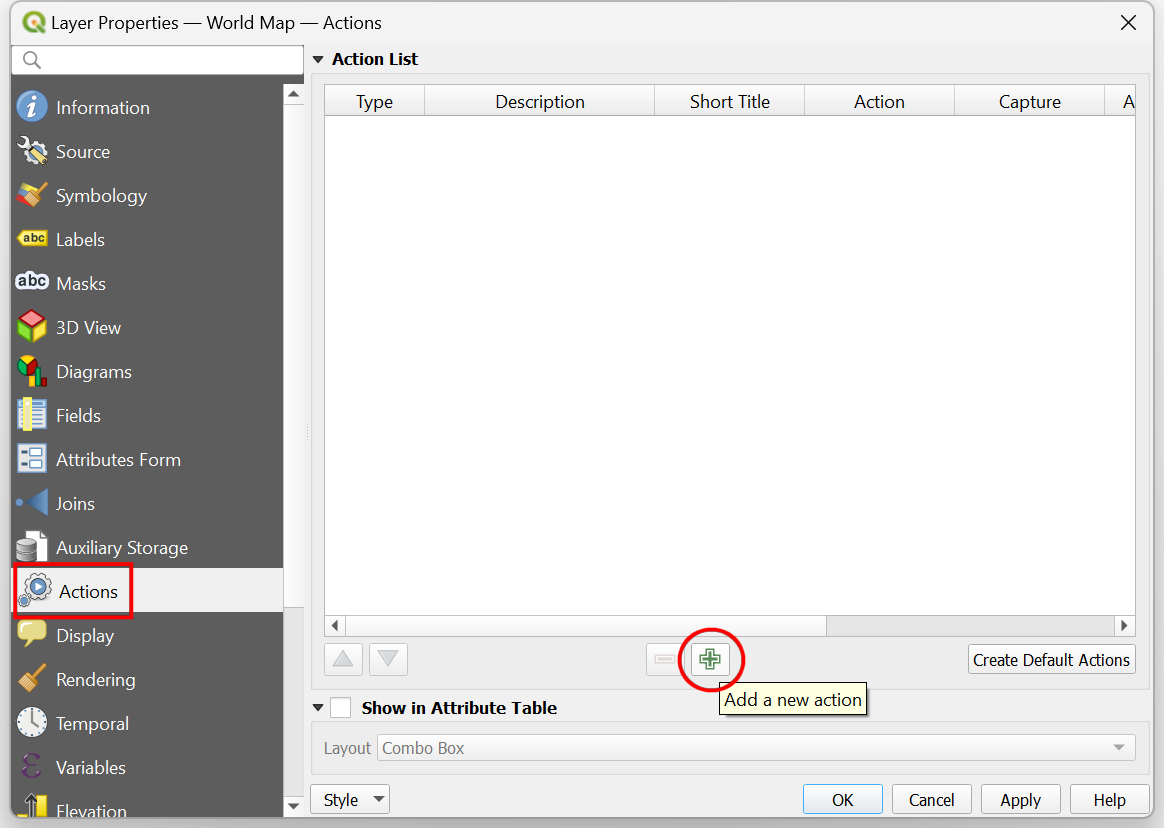 Layer Properties — World Map — Actions
Information
Source
abc
Symbology
Labels
abc
Masks
3D View
Diagrams
Fields
Attributes Form
Joins
Auxiliary Storage
Actions
Display
Rendering
Temporal
Variables
Elevation
Action List
Type Description Short Title Action Capture A
Create Default Actions
Add a new action
Show in Attribute Table
Layout Combo Box
Style OK Cancel Apply Help